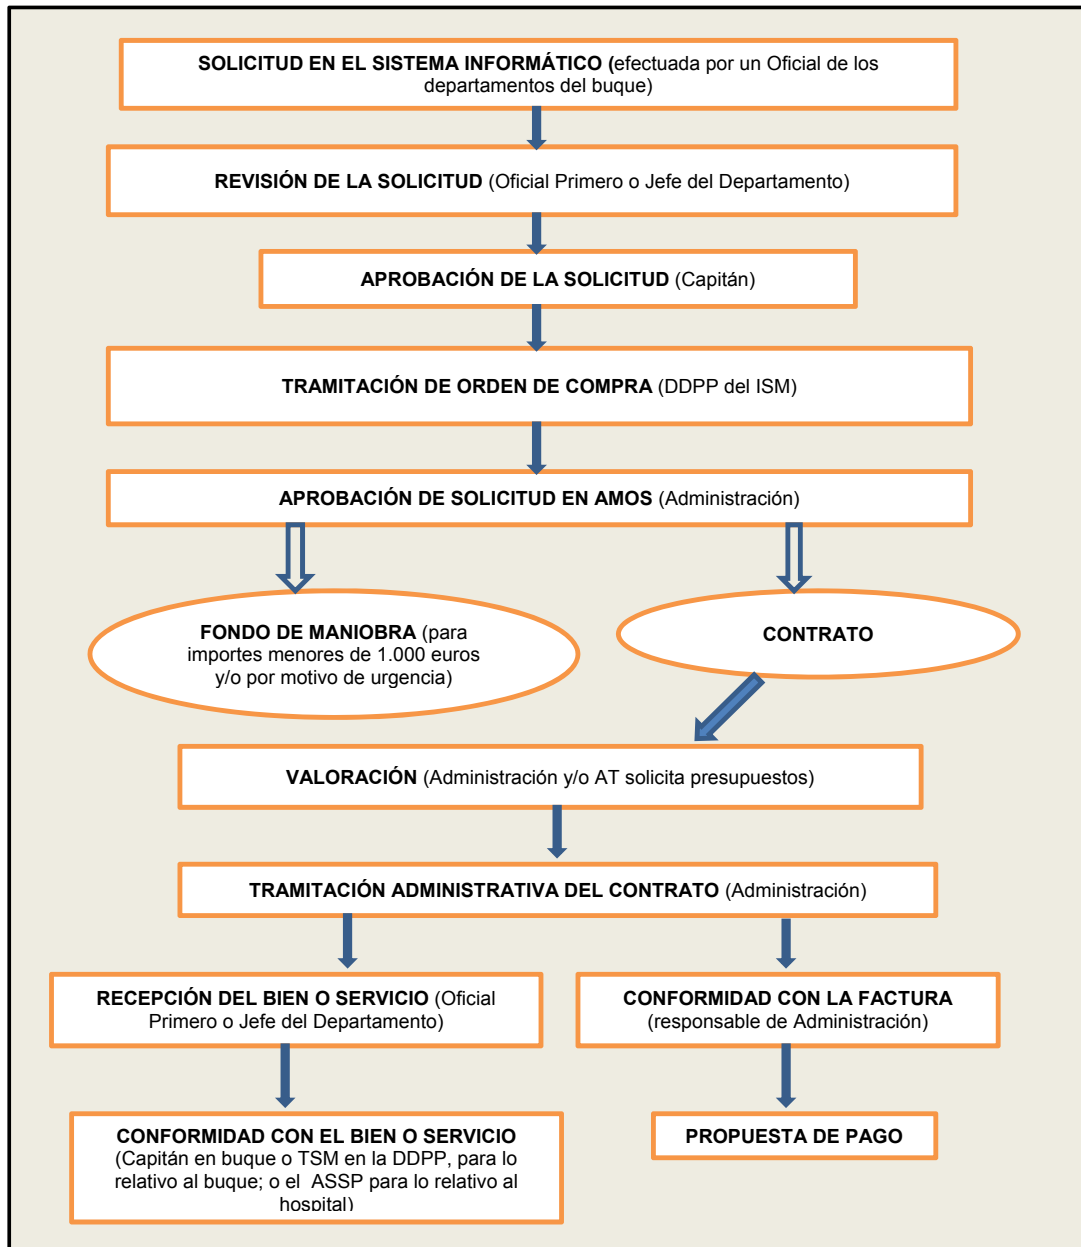 SOLICITUD EN EL SISTEMA INFORMÁTICO (efectuada por un Oficial de los
departamentos del buque)
REVISIÓN DE LA SOLICITUD (Oficial Primero o Jefe del Departamento)
APROBACIÓN DE LA SOLICITUD (Capitán)
TRAMITACIÓN DE ORDEN DE COMPRA (DDPP del ISM)
APROBACIÓN DE SOLICITUD EN AMOS (Administración)
FONDO DE MANIOBRA (para
importes menores de 1.000 euros
y/o por motivo de urgencia)
CONTRATO
VALORACIÓN (Administración y/o AT solicita presupuestos)
TRAMITACIÓN ADMINISTRATIVA DEL CONTRATO (Administración)
RECEPCIÓN DEL BIEN O SERVICIO (Oficial
Primero o Jefe del Departamento)
CONFORMIDAD CON LA FACTURA
(responsable de Administración)
CONFORMIDAD CON EL BIEN O SERVICIO
(Capitán en buque o TSM en la DDPP, para lo
relativo al buque; o el ASSP para lo relativo al
hospital)
PROPUESTA DE PAGO